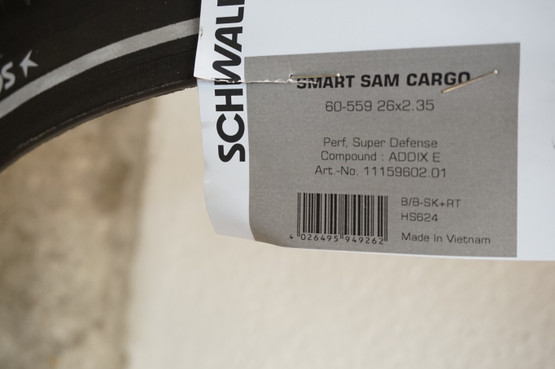 SCHWALB
SMART SAM CARGO
60-559 26x2.35
Perf, Super Defense
Compound : ADDIX E
Art.-No. 11159602.01
B/B-SK+RT
HS624
4 026495 949262
Made In Vietnam